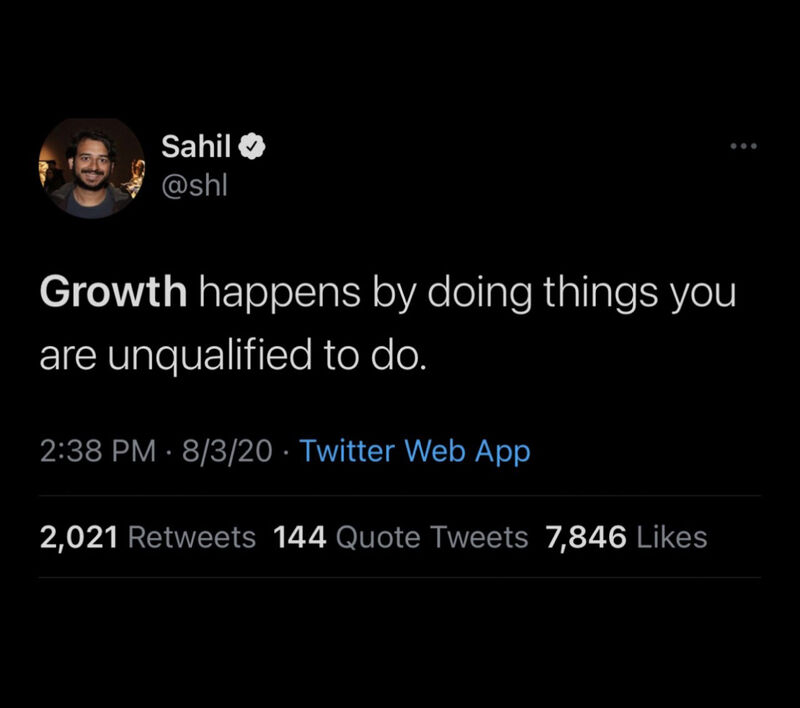 Sahil
@shl
Growth happens by doing things you
are unqualified to do.
2:38 PM · 8/3/20 · Twitter Web App
2,021 Retweets 144 Quote Tweets 7,846 Likes